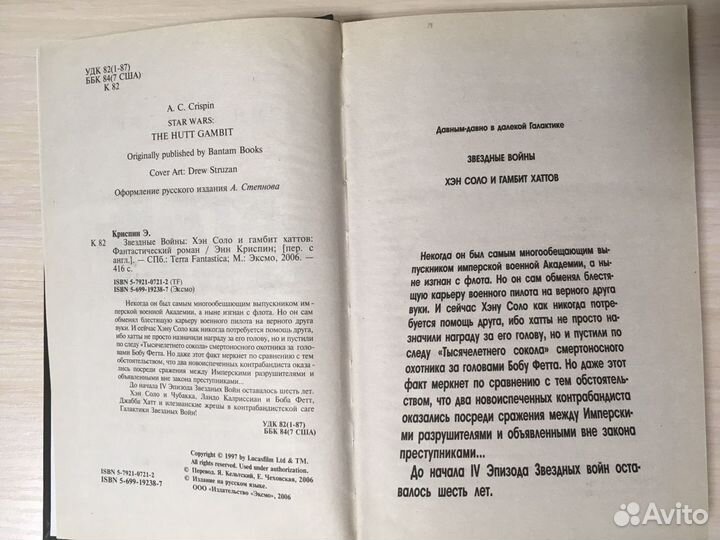 УДК 82(1-87)
ББК 84(7 США)
К 82
A. C. Crispin
STAR WARS:
THE HUTT GAMBIT
Originally published by Bantam Books
Cover Art: Drew Struzan
Оформление русского издания А. Степнова
Криспин Э.
К 82 Звездные Войны: Хэн Соло и гамбит хаттов:
Фантастический роман / Энн Криспин; [пер. с
англ.]. — СПб.: Terra Fantastica; М.: Эксмо, 2006. —
416 с.
ISBN 5-7921-0721-2 (TF)
ISBN 5-699-19238-7 (Эксмо)
Некогда он был самым многообещающим выпускником им-
перской военной Академии, а ныне изгнан с флота. Но он сам
обменял блестящую карьеру военного пилота на верного друга
вуки. И сейчас Хэну Соло как никогда потребуется помощь друга,
ибо хатты не просто назначили награду за его голову, но и пустили
по следу «Тысячелетнего сокола» смертоносного охотника за го-
ловами Бобу Фетта. Но даже этот факт меркнет по сравнению с тем
обстоятельством, что два новоиспеченных контрабандиста оказа-
лись посреди сражения между Имперскими разрушителями и
объявленными вне закона преступниками...
До начала IV Эпизода Звездных Войн оставалось шесть лет.
Хэн Соло и Чубакка, Ландо Калриссиан и Боба Фетт,
Джабба Хатт и илезианские жрецы в контрабандистской саге
Галактики Звездных Войн!
УДК 82(1-87)
ББК 84(7 США)
Copyright © 1997 by Lucasfilm Ltd & TM.
All rights reserved. Used under authorization.
© Перевод. Я. Кельтский, Е. Чеховская, 2006
© Издание на русском языке.
ООО «Издательство «Эксмо», 2006
ISBN 5-7921-0721-2
ISBN 5-699-19238-7
Давным-давно в далекой Галактике
ЗВЕЗДНЫЕ ВОЙНЫ
ХЭН СОЛО И ГАМБИТ ХАТТОВ
Некогда он был самым многообещающим вы-
пускником имперской военной Академии, а
ныне изгнан с флота. Но он сам обменял блестя-
щую карьеру военного пилота на верного друга
вуки. И сейчас Хэну Соло как никогда потребу-
ется помощь друга, ибо хатты не просто на-
значили награду за его голову, но и пустили по
следу «Тысячелетнего сокола» смертоносного
охотника за головами Бобу Фетта. Но даже этот
факт меркнет по сравнению с тем обстоятель-
ством, что два новоиспеченных контрабандиста
оказались посреди сражения между Имперски-
ми разрушителями и объявленными вне закона
преступниками...
До начала IV Эпизода Звездных войн оста-
валось шесть лет.
Avito